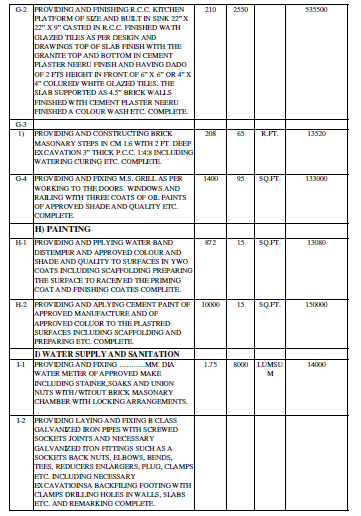 G-2 PROVIDING AND FINISHING R.C.C. KITCHEN 210 2550 535500
PLATFORM OF SIZE AND BUILT IN SINK 22" X
22" X 9" CASTED IN R.C.C. FINISHED WATH
GLAZED TILES AS PER DESIGN AND
DRAWINGS TOP OF SLAB FINISH WITH THE
GRANITE TOP AND BOTTOM IN CEMENT
PLASTER NEERU FINISH AND HAVING DADO
OF 2 FTS HEIGHT IN FRONT OF 6" X 6" OR 4" X
4" COLURED/ WHITE GLAZED TILES. THE
SLAB SUPPORTED AS 4.5" BRICK WALLS
FINISHED WITH CEMENT PLASTER NEERU
FINISHED A COLOUR WASH ETC. COMPLETE.
G-3
1) PROVIDING AND CONSTRUCTING BRICK 208 65 R.FT. 13520
MASONARY STEPS IN CM 1:6 WITH 2 FT. DEEP
EXCAVATION 3" THICK P.C.C. 1:4:8 INCLUDING
WATERING CURING ETC. COMPLETE.
G-4 PROVIDING AND FIXING M.S. GRILL AS PER 1400 95 SQ.FT. 133000
WORKING TO THE DOORS. WINDOWS AND
RAILING WITH THREE COATS OF OIL PAINTS
OF APPROVED SHADE AND QUALITY ETC.
COMPLETE.
H) PAINTING
H-1 PROVIDING AND PPLYING WATER BAND 872 15 SQ.FT. 13080
DISTEMPER AND APPROVED COLOUR AND
SHADE AND QUALITY TO SURFACES IN YWO
COATS INCLUDING SCAFFOLDING PREPARING
THE SURFACE TO RACEIVED THE PRIMING
COAT AND FINISHING COATES COMPLETE.
H-2 PROVIDING AND APLYING CEMENT PAINT OF 10000 15 SQ.FT. 150000
APPROVED MANUFACTURE AND OF
APPROVED COLUOR TO THE PLASTRED
SURFACES INCLUDING SCAFFOLDING AND
PREPARING ETC. COMPLETE.
I) WATER SUPPLY AND SANITATION
I-1 PROVIDING AND FIXING ...........MM. DIA 1.75 8000 LUMSU 14000
WATER METER OF APPROVED MAKE M
INCLUDING STAINER,SOAKS AND UNION
NUTS WITH/WITOUT BRICK MASONARY
CHAMBER WITH LOCKING ARRANGEMENTS.
I-2 PROVIDING LAYING AND FIXING B CLASS
GALVANIZED IRON PIPES WITH SCREWED
SOCKETS JOINTS AND NECESSARY
GALVANIZED ITON FITTINGS SUCH AS A
SOCKETS BACK NUTS, ELBOWS, BENDS,
TEES, REDUCERS ENLARGERS, PLUG, CLAMPS
ETC. INCLUDING NECESSARY
EXCAVATIOINSA BACKFILING FOOTING WITH
CLAMPS DRILLING HOLES IN WALLS, SLABS
ETC. AND REMARKING COMPLETE.